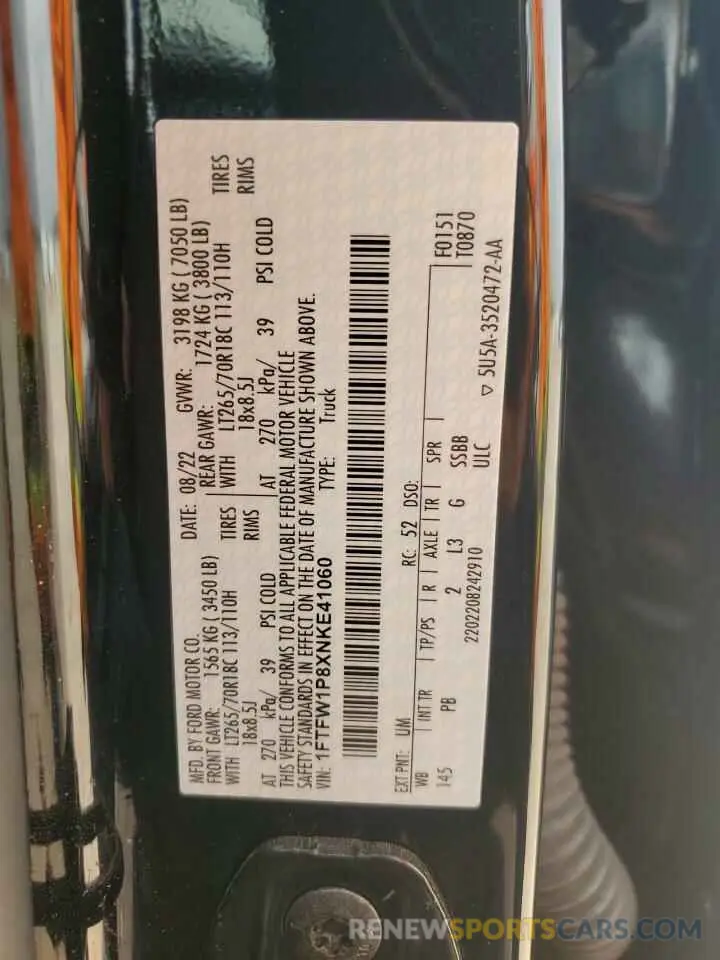 MFD. BY FORD MOTOR CO.
DATE: 08/22 GVWR: 3198 KG ( 7050 LB)
FRONT GAWR: 1565 KG ( 3450 LB) REAR GAWR: 1724 KG ( 3800 LB)
WITH LT265/70R18C 113/110H TIRES WITH LT265/70R18C 113/110H TIRES
18x8.5J RIMS 18x8.5J RIMS
AT 270 kPa/ 39 PSI COLD AT 270 kPa/ 39 PSI COLD
THIS VEHICLE CONFORMS TO ALL APPLICABLE FEDERAL MOTOR VEHICLE
SAFETY STANDARDS IN EFFECT ON THE DATE OF MANUFACTURE SHOWN ABOVE.
VIN: 1FTFW1P8XNKE41060 TYPE: Truck
EXT PNT: UM RC: 52 DSO: F0151
WB INT TR TP/PS R AXLE TR SPR T0870
145 PB 2 L3 G SSBB
2202208242910 ULC
▽ 5U5A-3520472-AA
RENEWSPORTSCARS.COM